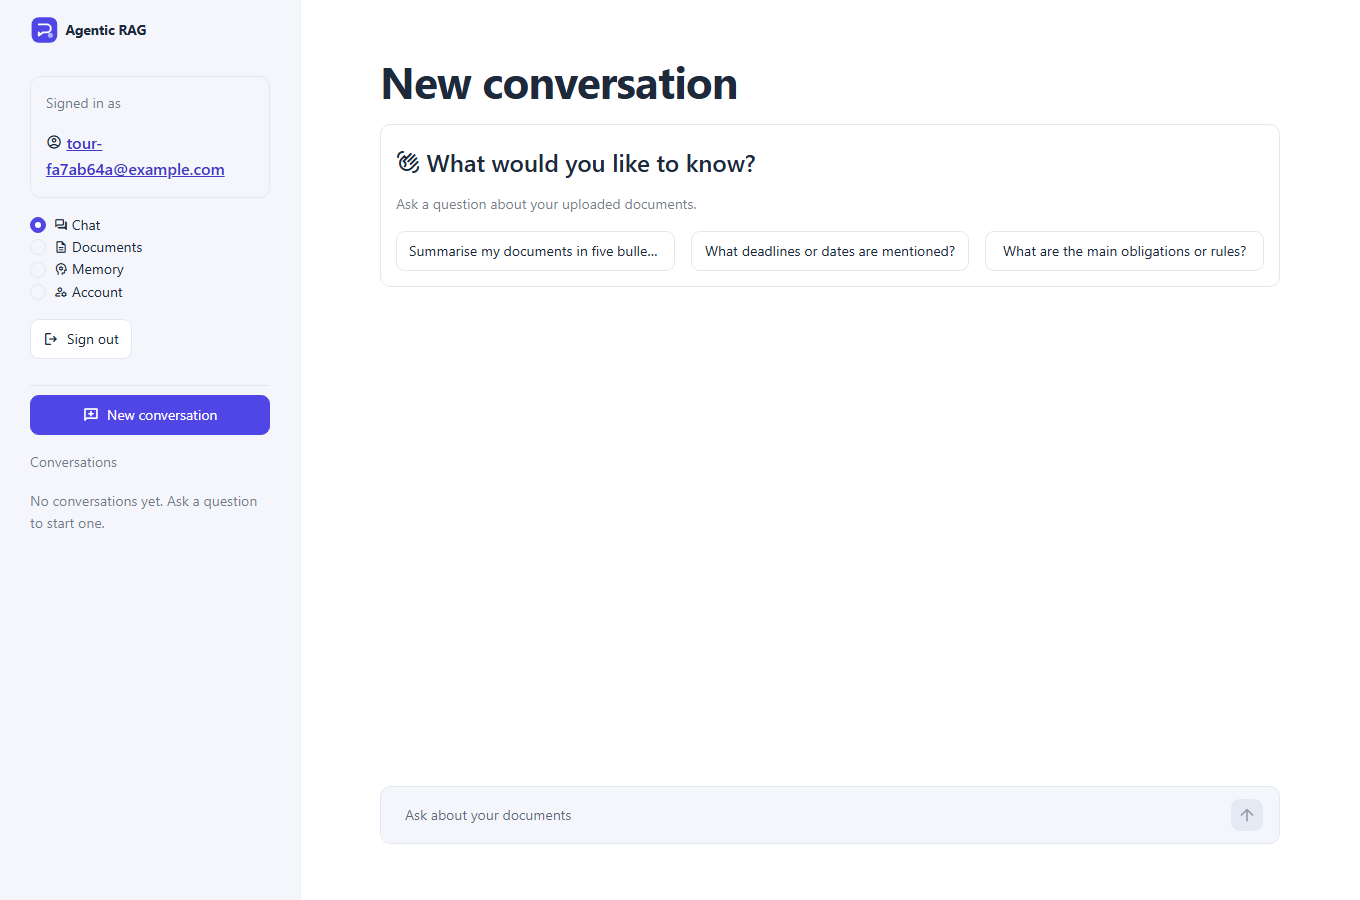 Agentic RAG
Signed in as
tour-
fa7ab64a@example.com
Chat
Documents
Memory
Account
Sign out
New conversation
Conversations
No conversations yet. Ask a question
to start one.
New conversation
What would you like to know?
Ask a question about your uploaded documents.
Summarise my documents in five bulle...
What deadlines or dates are mentioned?
What are the main obligations or rules?
Ask about your documents